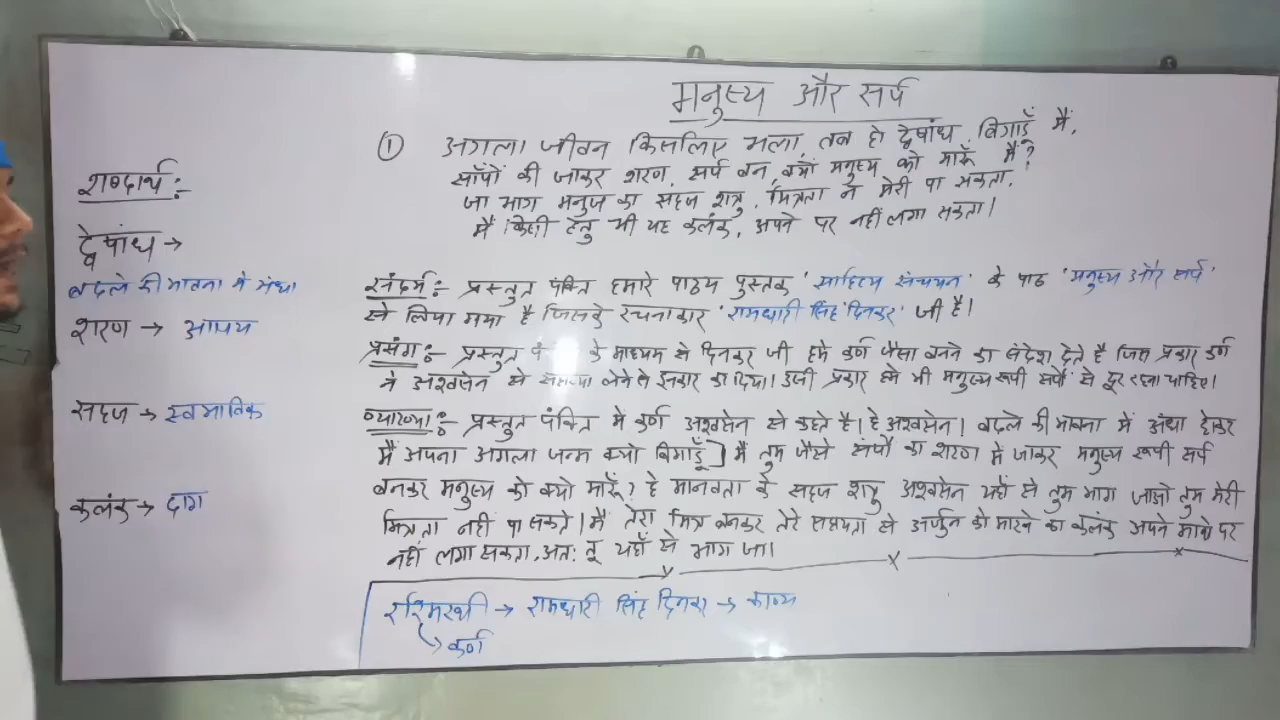 मनुस्य और सर्प
① अगला जीवन किसलिए भला, तब हो द्वेषांध, बिगाड़ूँ मैं,
साँपों की जाकर शरण, सर्प बन, क्यों मनुष्य को मारूँ मैं?
जा भाग मनुज का सहज शत्रु, मित्रता न मेरी पा सकता,
मैं किसी हेतु भी यह कलंक, अपने पर नहीं लगा सकता।
शब्दार्थ :-
द्वेषांध →
बदले की भावना मे अंधा
शरण → आश्रय
सहज → स्वभाविक
कलंक → दाग
संदर्भ :- प्रस्तुत पंक्ति हमारे पाठय पुस्तक 'साहित्य संचयन' के पाठ 'मनुस्य और सर्प'
से लिया गया है जिसके रचनाकार 'रामधारी सिंह दिनकर' जी है।
प्रसंग :- प्रस्तुत के माध्यम से दिनकर जी हमे कर्ण जैसा बनने का संदेश देते है जिस प्रकार कर्ण
ने अश्वसेन से लेने से इनकार कर दिया। उसी प्रकार हमे भी मनुस्य रूपी सर्पो से दूर रहना चाहिए।
व्याख्या :- प्रस्तुत पंक्ति मे कर्ण अश्वसेन से कहते है। हे अश्वसेन। बदले की भावना में अंधा होकर
मैं अपना अगला जन्म क्यो बिगाड़ूँ] मैं तुम जैसे संर्पो का शरण मे जाकर मनुस्य रूपी सर्प
बनकर मनुस्य को क्यो मारूँ? हे मानवता के सहज शत्रु अश्वसेन यहाँ से तुम भाग जाओ तुम मेरी
मित्रता नही पा सकते। मैं तेरा मित्र बनकर तेरे सहायता से अर्जुन को मारने का कलंक अपने माथे पर
नहीं लगा सकता, अतः तू यहाँ से भाग जा।
रश्मिरथी → रामधारी सिंह दिनकर → काव्य
→ कर्ण